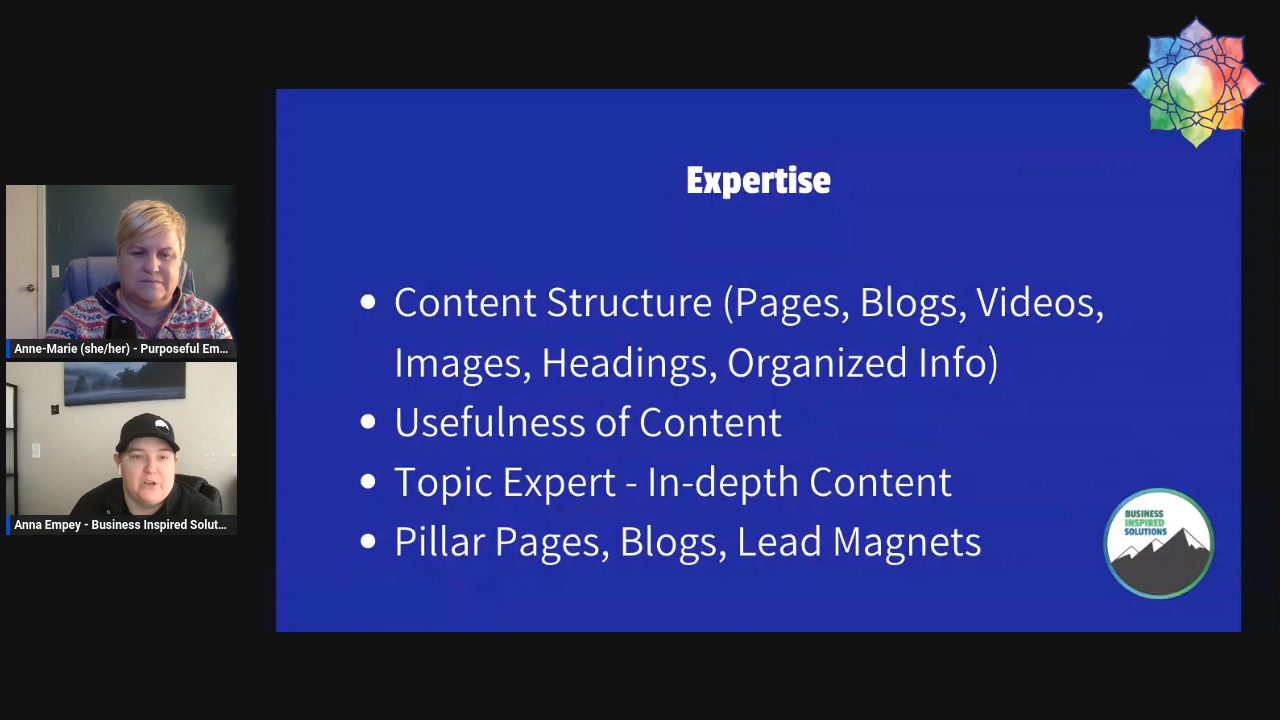 Expertise
• Content Structure (Pages, Blogs, Videos,
Images, Headings, Organized Info)
• Usefulness of Content
• Topic Expert - In-depth Content
• Pillar Pages, Blogs, Lead Magnets
BUSINESS
INSPIRED
SOLUTIONS
Anne-Marie (she/her) - Purposeful Em...
Anna Empey - Business Inspired Solut...